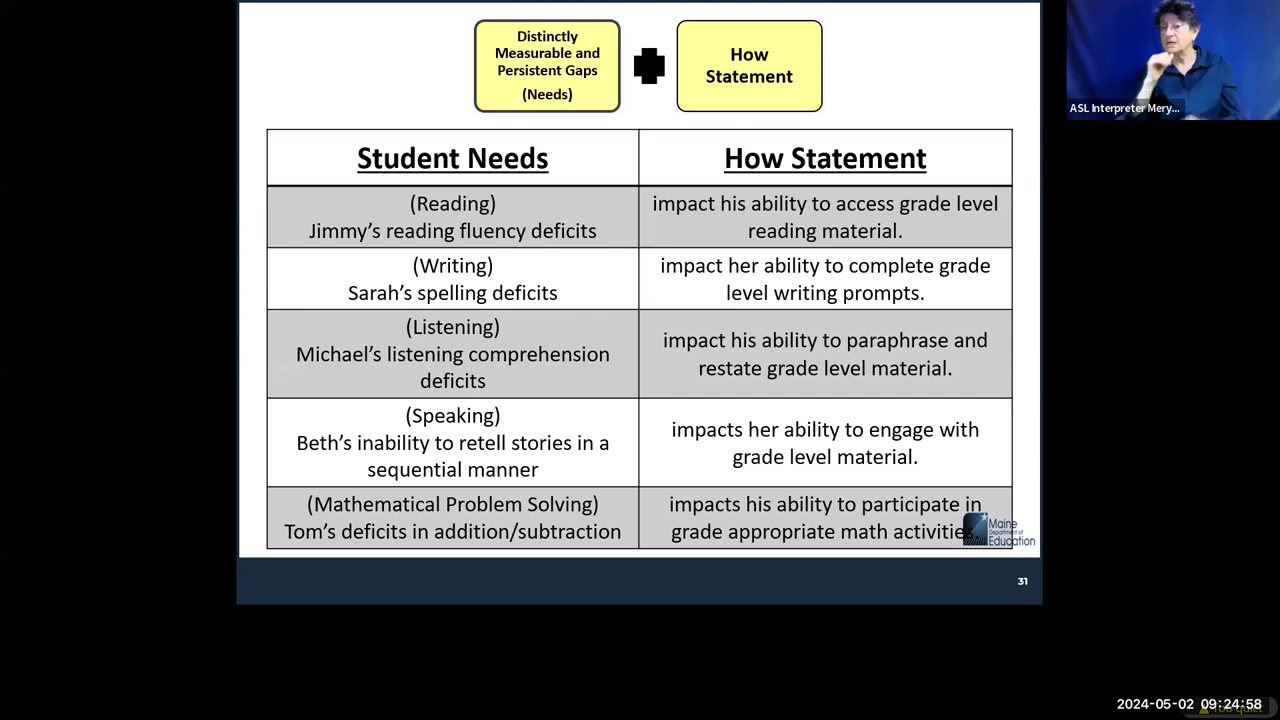 Distinctly
Measurable and
Persistent Gaps
(Needs)
How
Statement
ASL Interpreter Mery...
Student Needs
How Statement
(Reading)
Jimmy’s reading fluency deficits
impact his ability to access grade level
reading material.
(Writing)
Sarah’s spelling deficits
impact her ability to complete grade
level writing prompts.
(Listening)
Michael’s listening comprehension
deficits
impact his ability to paraphrase and
restate grade level material.
(Speaking)
Beth’s inability to retell stories in a
sequential manner
impacts her ability to engage with
grade level material.
(Mathematical Problem Solving)
Tom’s deficits in addition/subtraction
impacts his ability to participate in
grade appropriate math activities.
Maine
Department of
Education
31
2024-05-02 09:24:58